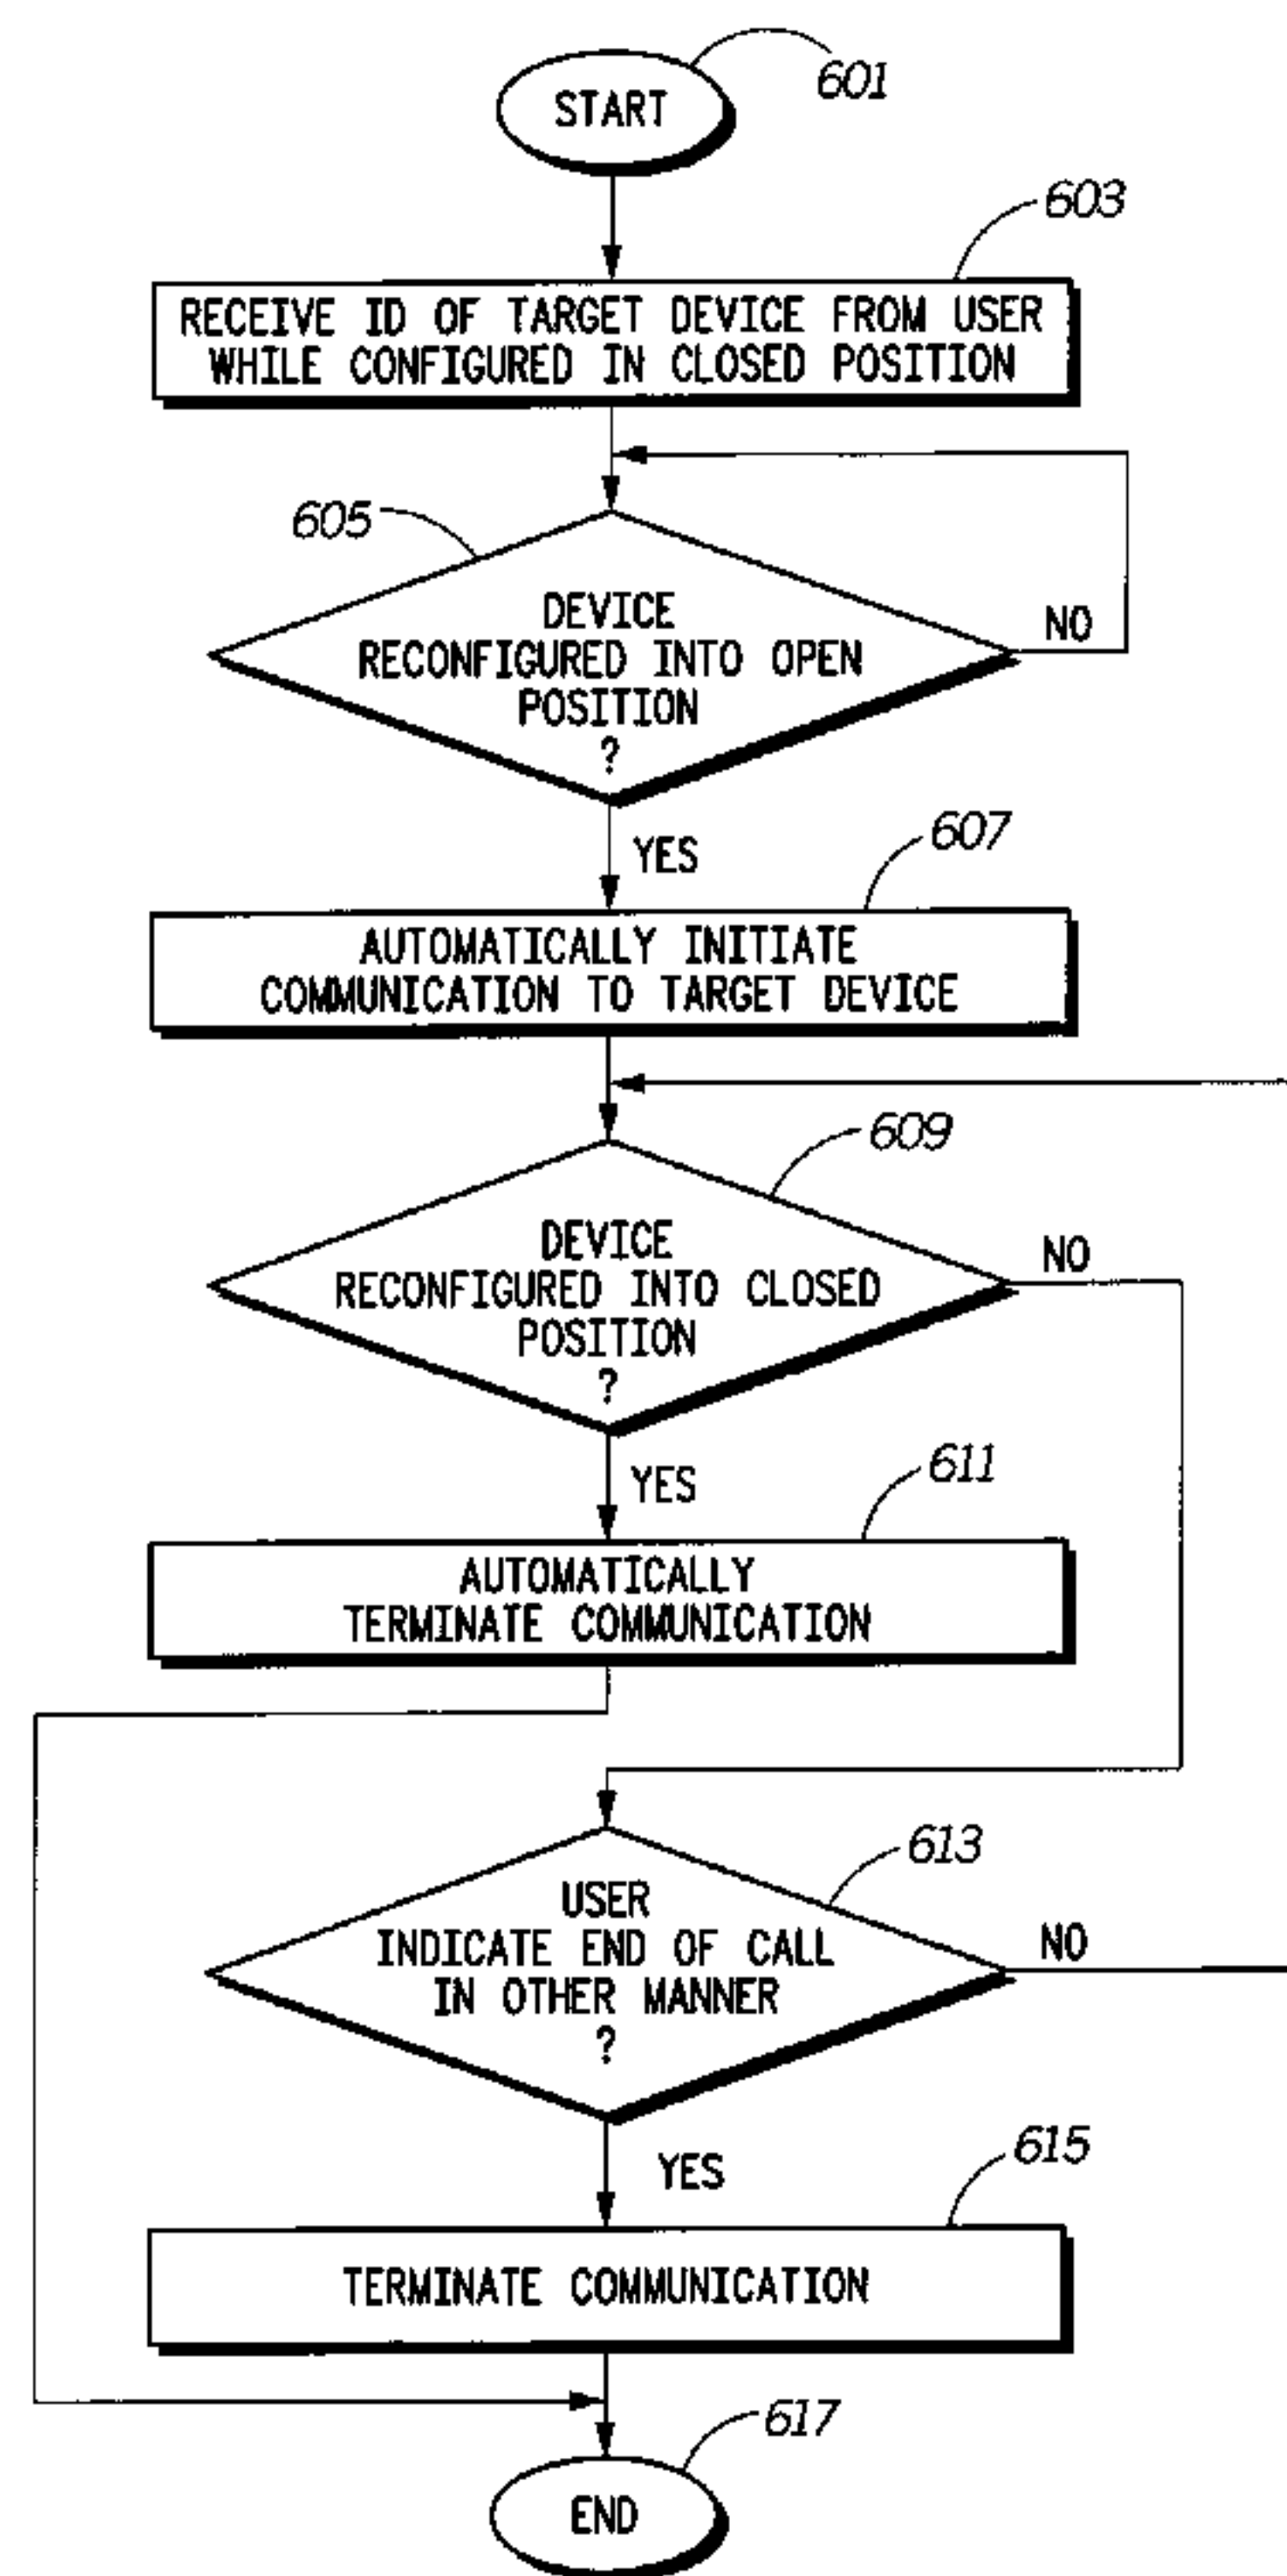 START
601
603
RECEIVE ID OF TARGET DEVICE FROM USER
WHILE CONFIGURED IN CLOSED POSITION
605
DEVICE
RECONFIGURED INTO OPEN
POSITION
?
NO
YES
607
AUTOMATICALLY INITIATE
COMMUNICATION TO TARGET DEVICE
609
DEVICE
RECONFIGURED INTO CLOSED
POSITION
?
NO
YES
611
AUTOMATICALLY
TERMINATE COMMUNICATION
613
USER
INDICATE END OF CALL
IN OTHER MANNER
?
NO
YES
615
TERMINATE COMMUNICATION
617
END